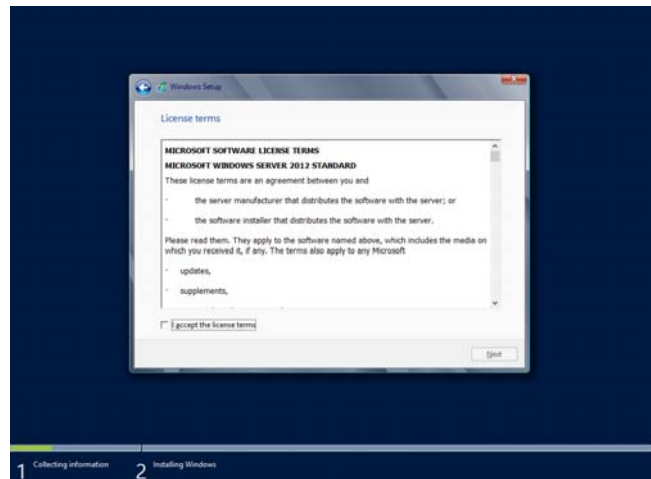 Windows Setup
License terms
MICROSOFT SOFTWARE LICENSE TERMS
MICROSOFT WINDOWS SERVER 2012 STANDARD
These license terms are an agreement between you and
· the server manufacturer that distributes the software with the server; or
· the software installer that distributes the software with the server.
Please read them. They apply to the software named above, which includes the media on
which you received it, if any. The terms also apply to any Microsoft
· updates,
· supplements,
I accept the license terms
Next
1 Collecting information 2 Installing Windows